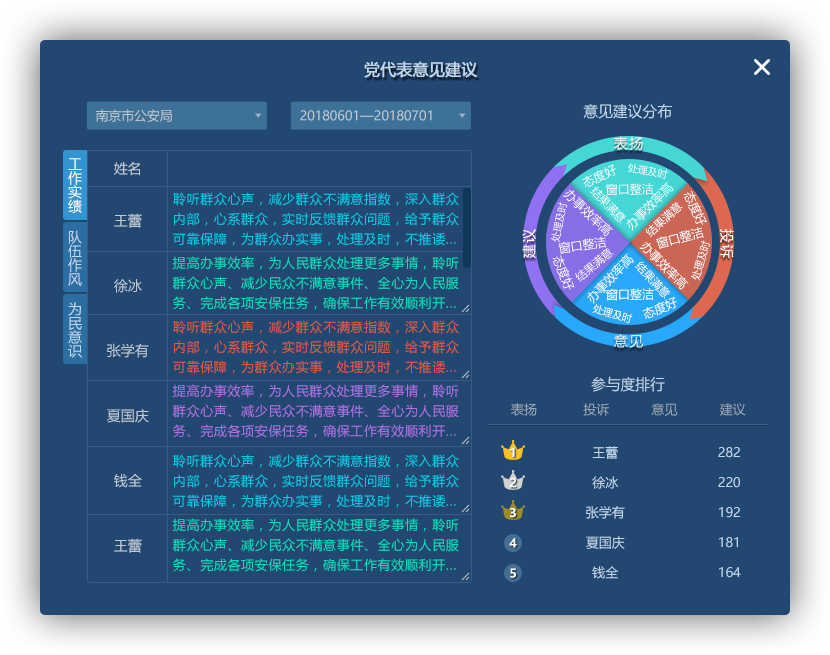 党代表意见建议
南京市公安局
20180601—20180701
工作实绩
队伍作风
为民意识
姓名
王蕾
聆听群众心声，减少群众不满意指数，深入群众
内部，心系群众，实时反馈群众问题，给予群众
可靠保障，为群众办实事，处理及时，不推诿...
徐冰
提高办事效率，为人民群众处理更多事情，聆听
群众心声、减少民众不满意事件、全心为人民服
务、完成各项安保任务，确保工作有效顺利开...
张学有
聆听群众心声，减少群众不满意指数，深入群众
内部，心系群众，实时反馈群众问题，给予群众
可靠保障，为群众办实事，处理及时，不推诿...
夏国庆
提高办事效率，为人民群众处理更多事情，聆听
群众心声、减少民众不满意事件、全心为人民服
务、完成各项安保任务，确保工作有效顺利开...
钱全
聆听群众心声，减少群众不满意指数，深入群众
内部，心系群众，实时反馈群众问题，给予群众
可靠保障，为群众办实事，处理及时，不推诿...
王蕾
提高办事效率，为人民群众处理更多事情，聆听
群众心声、减少民众不满意事件、全心为人民服
务、完成各项安保任务，确保工作有效顺利开...
意见建议分布
表扬
态度好
处理及时
窗口整洁
结果满意
办事效率高
投诉
态度好
结果满意
窗口整洁
办事效率高
处理及时
意见
办事效率高
结果满意
窗口整洁
处理及时
态度好
建议
办事效率高
处理及时
窗口整洁
结果满意
态度好
参与度排行
表扬 投诉 意见 建议
1 王蕾 282
2 徐冰 220
3 张学有 192
4 夏国庆 181
5 钱全 164